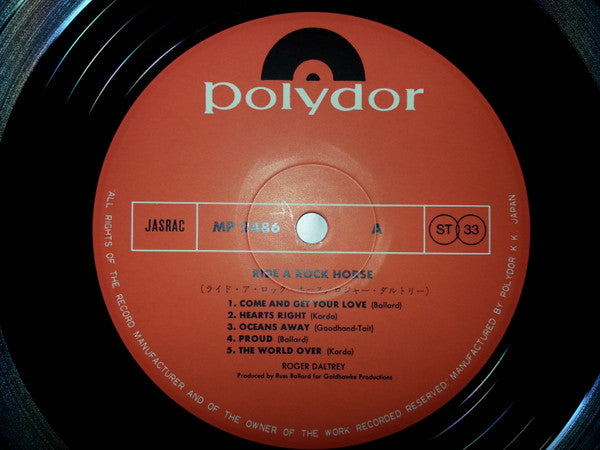 polydor
JASRAC
MP 2486
A
ST 33
RIDE A ROCK HORSE
(ライド・ア・ロック・ホース/ロジャー・ダルトリー)
1. COME AND GET YOUR LOVE (Ballard)
2. HEARTS RIGHT (Korda)
3. OCEANS AWAY (Goodhand-Tait)
4. PROUD (Ballard)
5. THE WORLD OVER (Korda)
ROGER DALTREY
Produced by Russ Ballard for Goldhawke Productions
ALL RIGHTS OF THE RECORD MANUFACTURER AND OF THE OWNER OF THE WORK RECORDED RESERVED. MANUFACTURED BY POLYDOR K.K. JAPAN